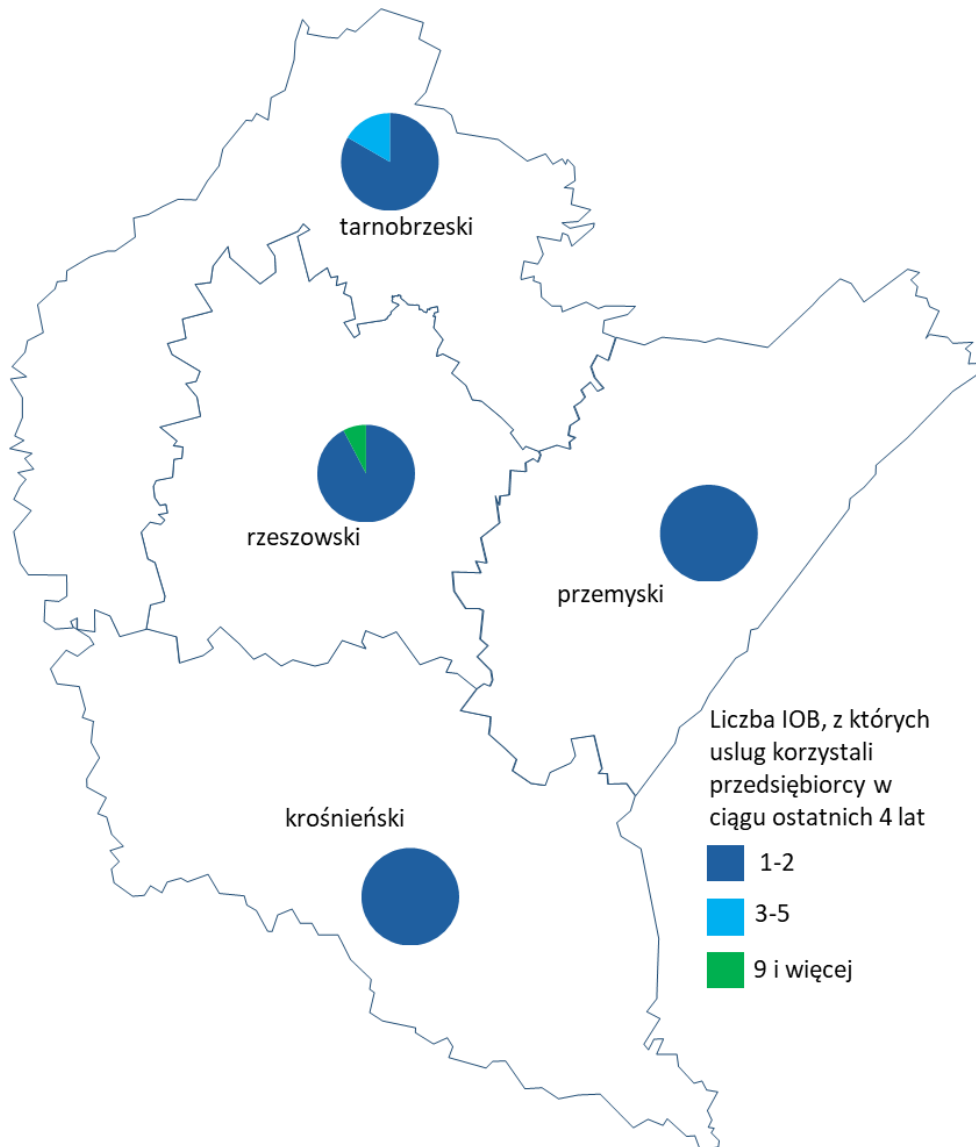 tarnobrzeski
rzeszowski
przemyski
krośnieński
Liczba IOB, z których
uslug korzystali
przedsiębiorcy w
ciągu ostatnich 4 lat
1-2
3-5
9 i więcej